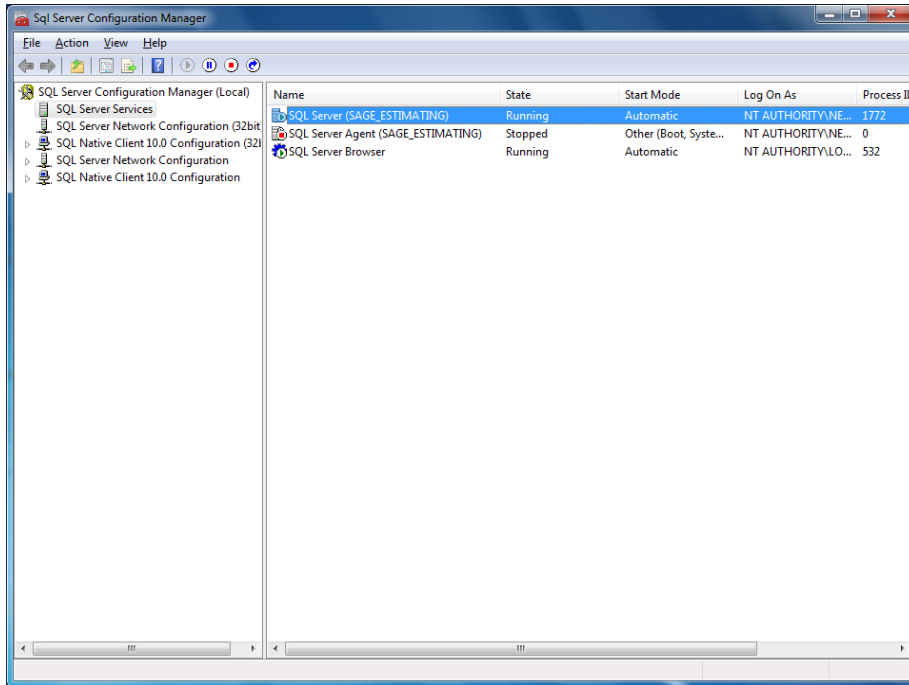 Sql Server Configuration Manager
File Action View Help
SQL Server Configuration Manager (Local)
SQL Server Services
SQL Server Network Configuration (32bit
SQL Native Client 10.0 Configuration (32l
SQL Server Network Configuration
SQL Native Client 10.0 Configuration
Name State Start Mode Log On As Process II
SQL Server (SAGE_ESTIMATING) Running Automatic NT AUTHORITY\NE... 1772
SQL Server Agent (SAGE_ESTIMATING) Stopped Other (Boot, Syste... NT AUTHORITY\NE... 0
SQL Server Browser Running Automatic NT AUTHORITY\LO... 532